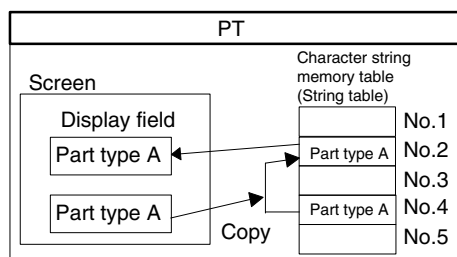 PT
Character string
memory table
(String table)
Screen
Display field
Part type A
Part type A
Copy
No.1
Part type A No.2
No.3
Part type A No.4
No.5